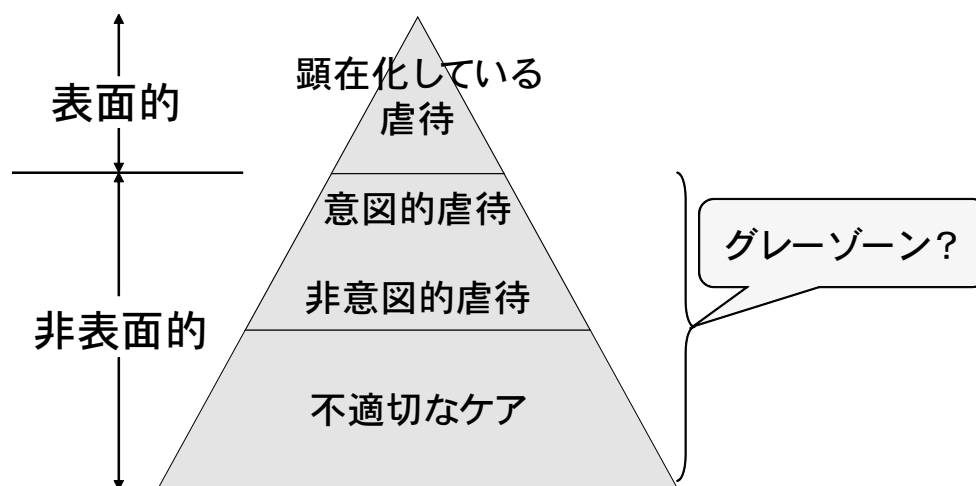 顕在化している
虐待
表面的
意図的虐待
グレーゾーン？
非意図的虐待
非表面的
不適切なケア